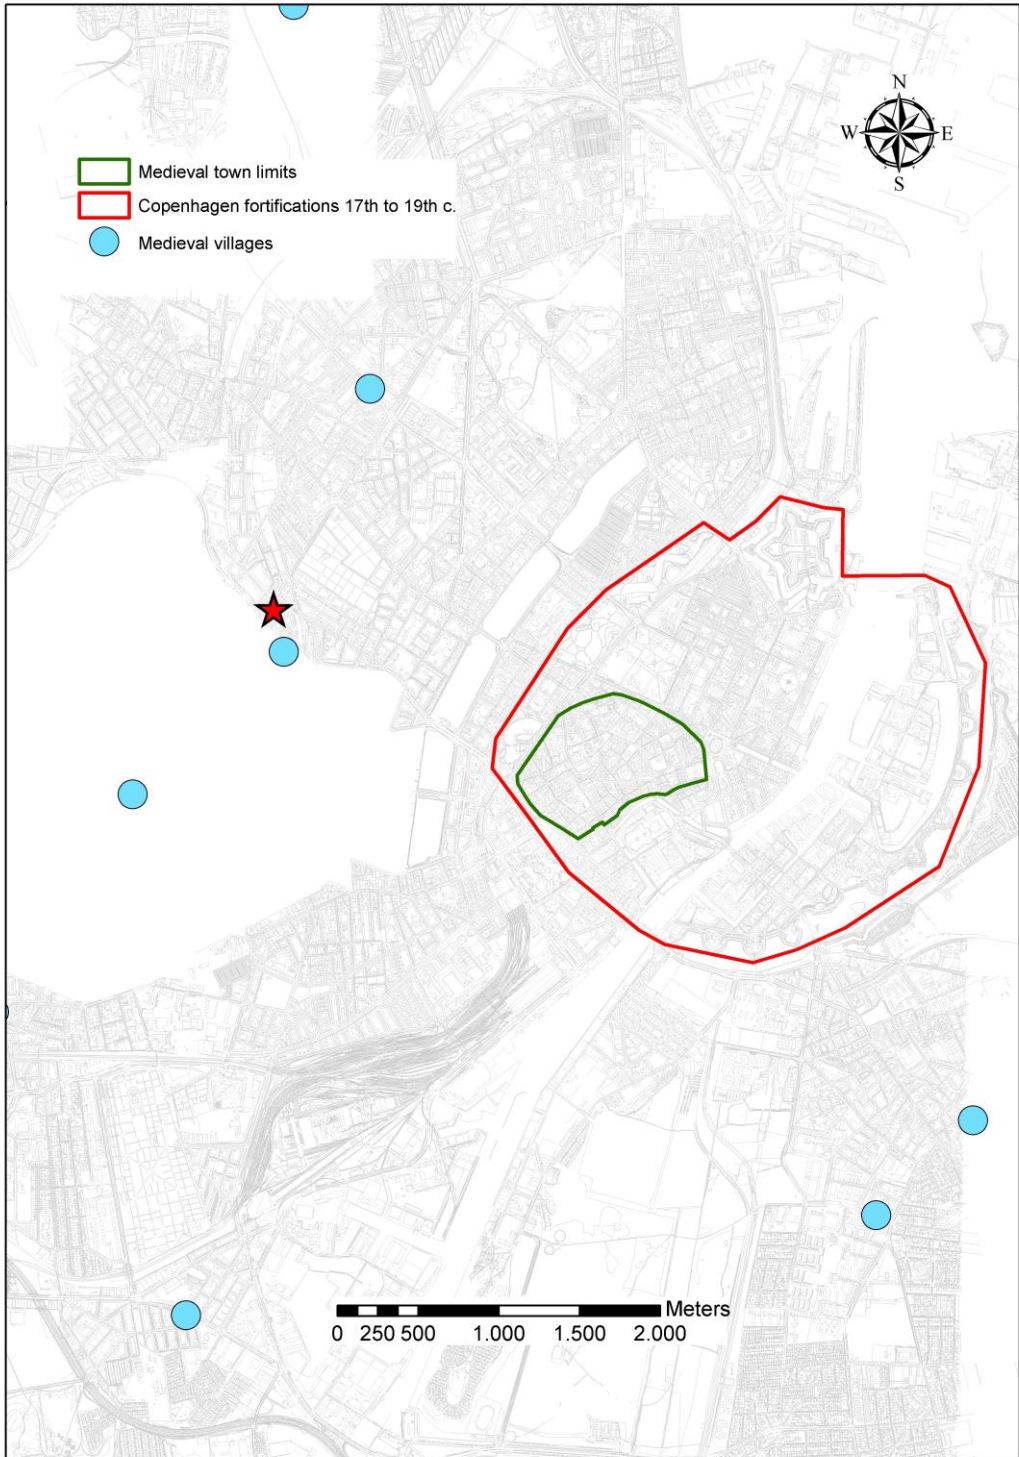 N
W E
S
Medieval town limits
Copenhagen fortifications 17th to 19th c.
Medieval villages
Meters
0 250 500 1.000 1.500 2.000